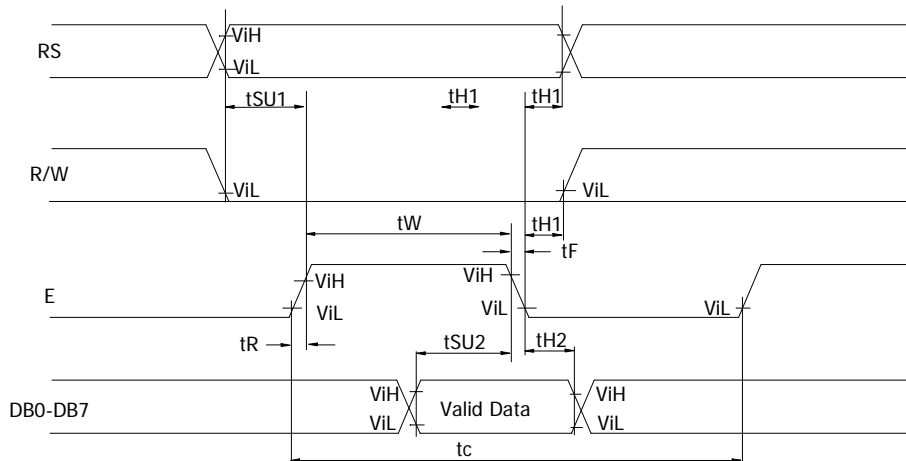 ViH
RS
ViL
tSU1 tH1 tH1
R/W
ViL ViL
tW tH1
tF
ViH ViH
E
ViL ViL ViL
tR tSU2 tH2
ViH ViH
DB0-DB7 Valid Data
ViL ViL
tc